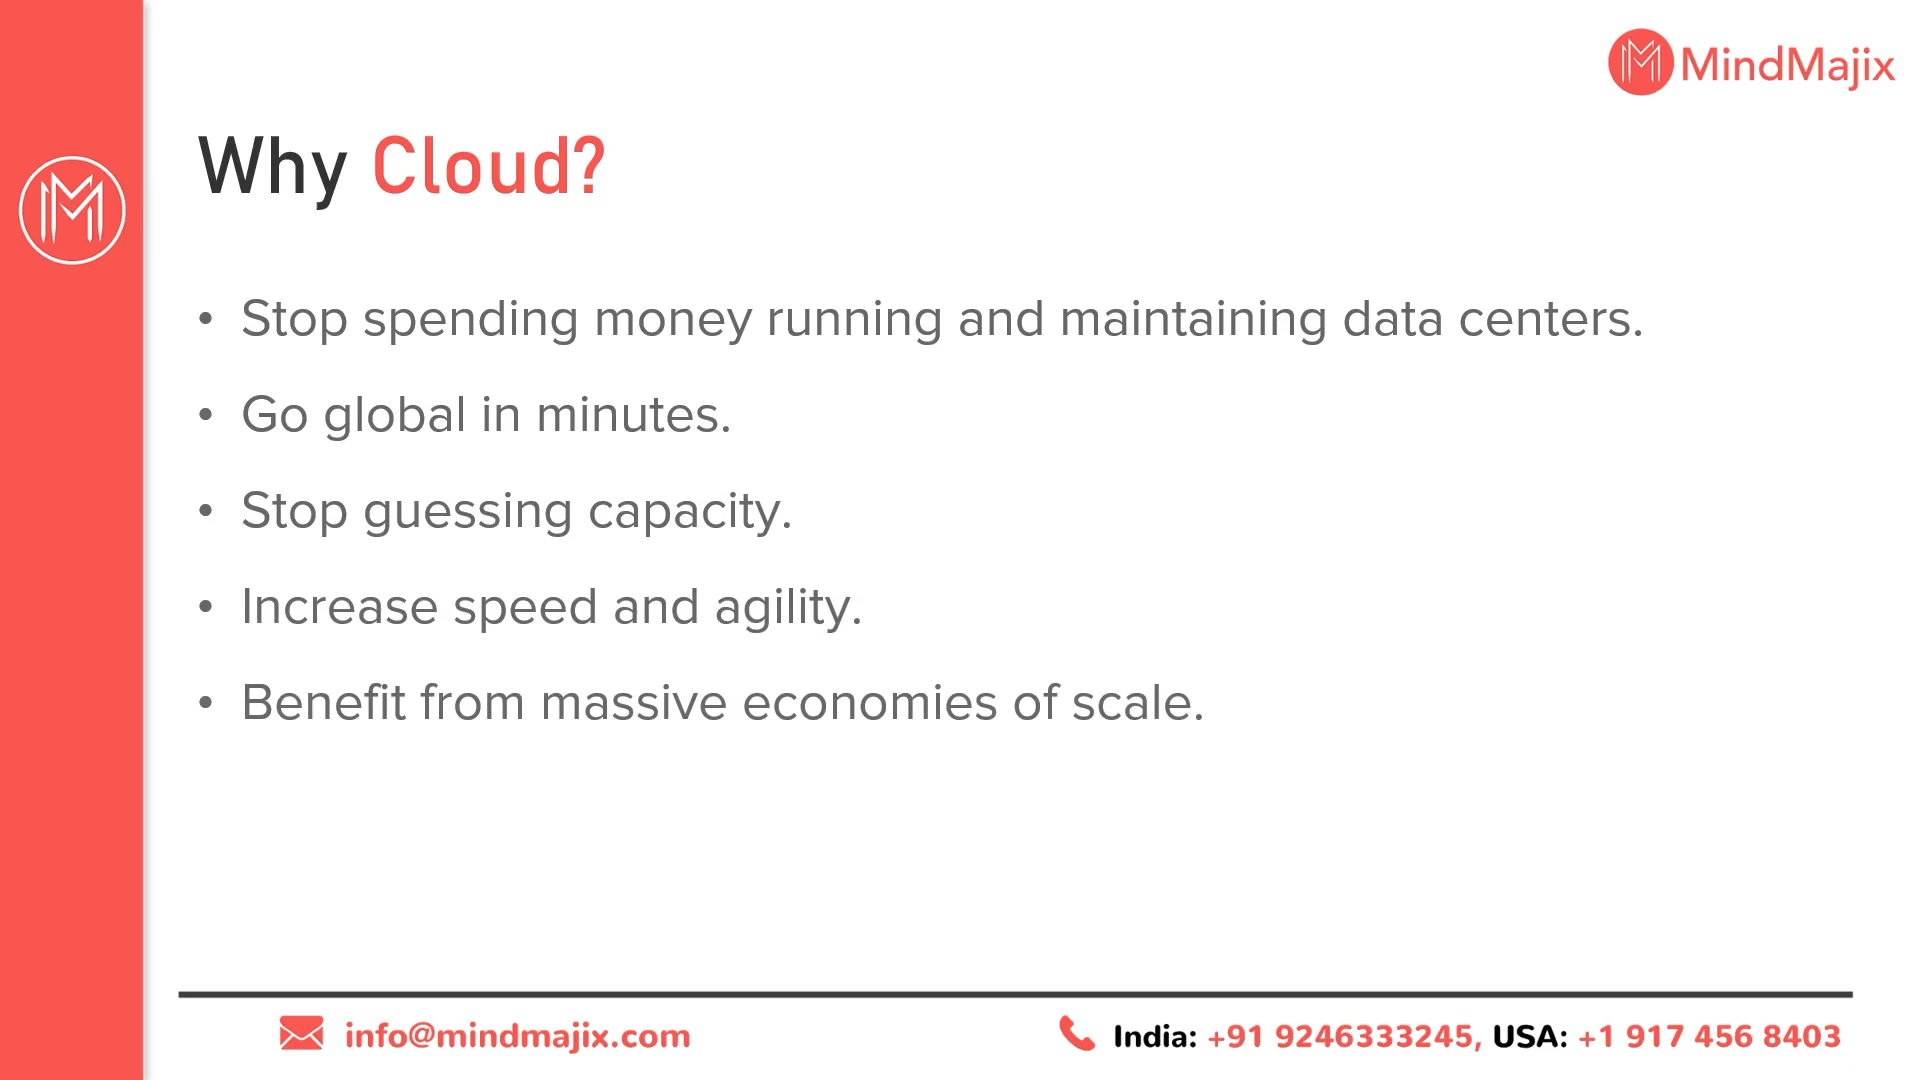 MindMajix
Why Cloud?
• Stop spending money running and maintaining data centers.
• Go global in minutes.
• Stop guessing capacity.
• Increase speed and agility.
• Benefit from massive economies of scale.
info@mindmajix.com
India: +91 9246333245, USA: +1 917 456 8403